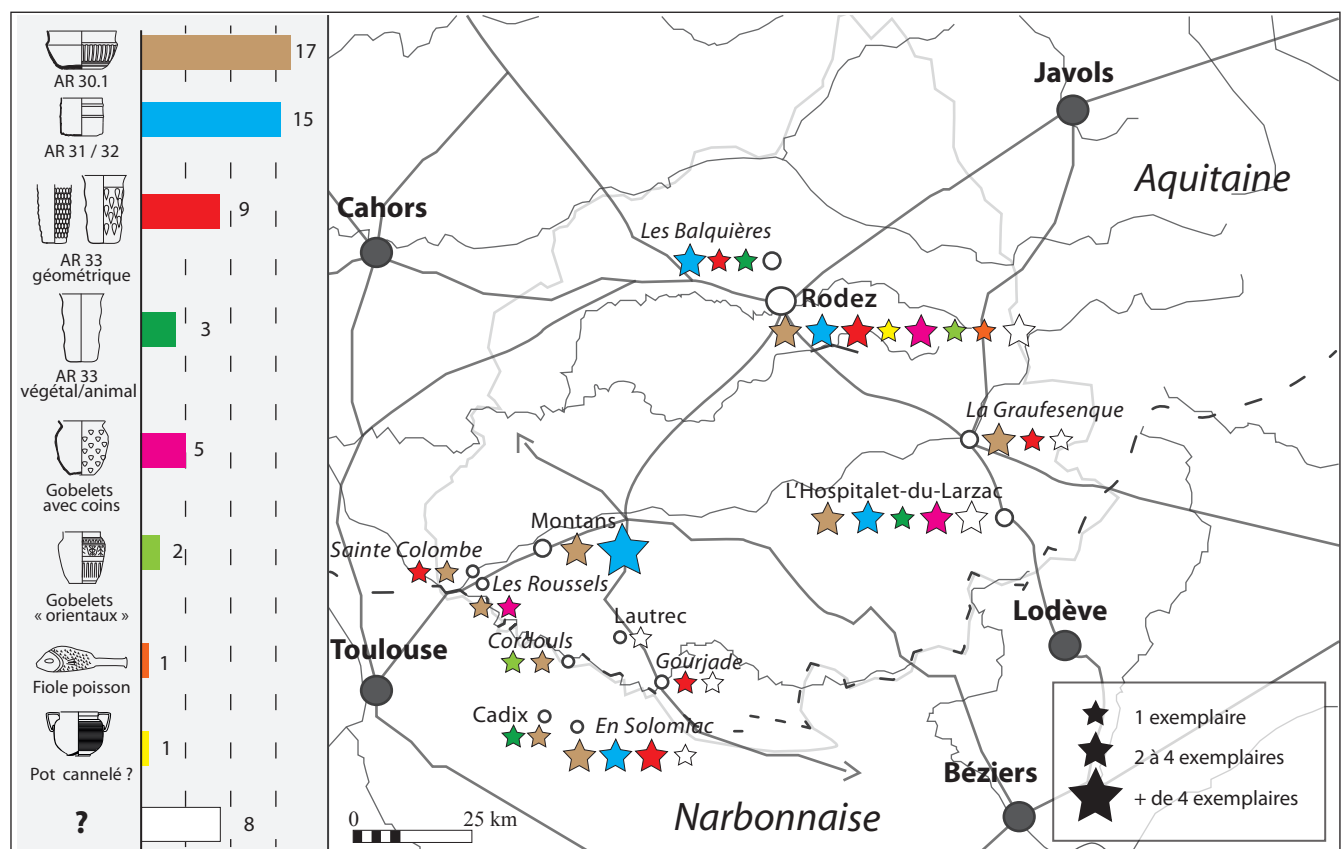 17
AR 30.1
15
AR 31 / 32
9
AR 33
géométrique
3
AR 33
végétal/animal
5
Gobelets
avec coins
2
Gobelets
« orientaux »
1
Fiole poisson
1
Pot cannelé ?
?
8
Javols
Aquitaine
Cahors
Les Balquières
Rodez
La Graufesenque
L'Hospitalet-du-Larzac
Montans
Sainte Colombe
Les Roussels
Lautrec
Lodève
Cordouls
Toulouse
Gourjade
Cadix
En Solomiac
Béziers
Narbonnaise
0 25 km
1 exemplaire
2 à 4 exemplaires
+ de 4 exemplaires